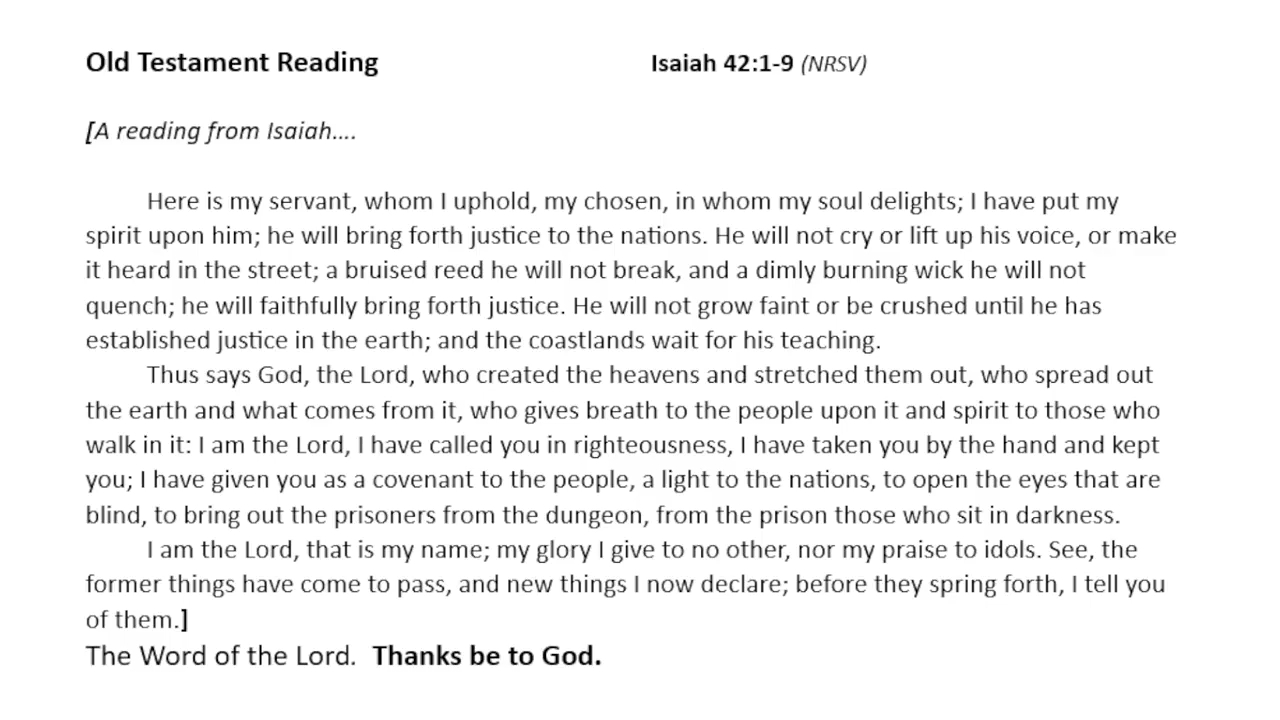 Old Testament Reading Isaiah 42:1-9 (NRSV)
[A reading from Isaiah....
Here is my servant, whom I uphold, my chosen, in whom my soul delights; I have put my
spirit upon him; he will bring forth justice to the nations. He will not cry or lift up his voice, or make
it heard in the street; a bruised reed he will not break, and a dimly burning wick he will not
quench; he will faithfully bring forth justice. He will not grow faint or be crushed until he has
established justice in the earth; and the coastlands wait for his teaching.
Thus says God, the Lord, who created the heavens and stretched them out, who spread out
the earth and what comes from it, who gives breath to the people upon it and spirit to those who
walk in it: I am the Lord, I have called you in righteousness, I have taken you by the hand and kept
you; I have given you as a covenant to the people, a light to the nations, to open the eyes that are
blind, to bring out the prisoners from the dungeon, from the prison those who sit in darkness.
I am the Lord, that is my name; my glory I give to no other, nor my praise to idols. See, the
former things have come to pass, and new things I now declare; before they spring forth, I tell you
of them.]
The Word of the Lord. Thanks be to God.